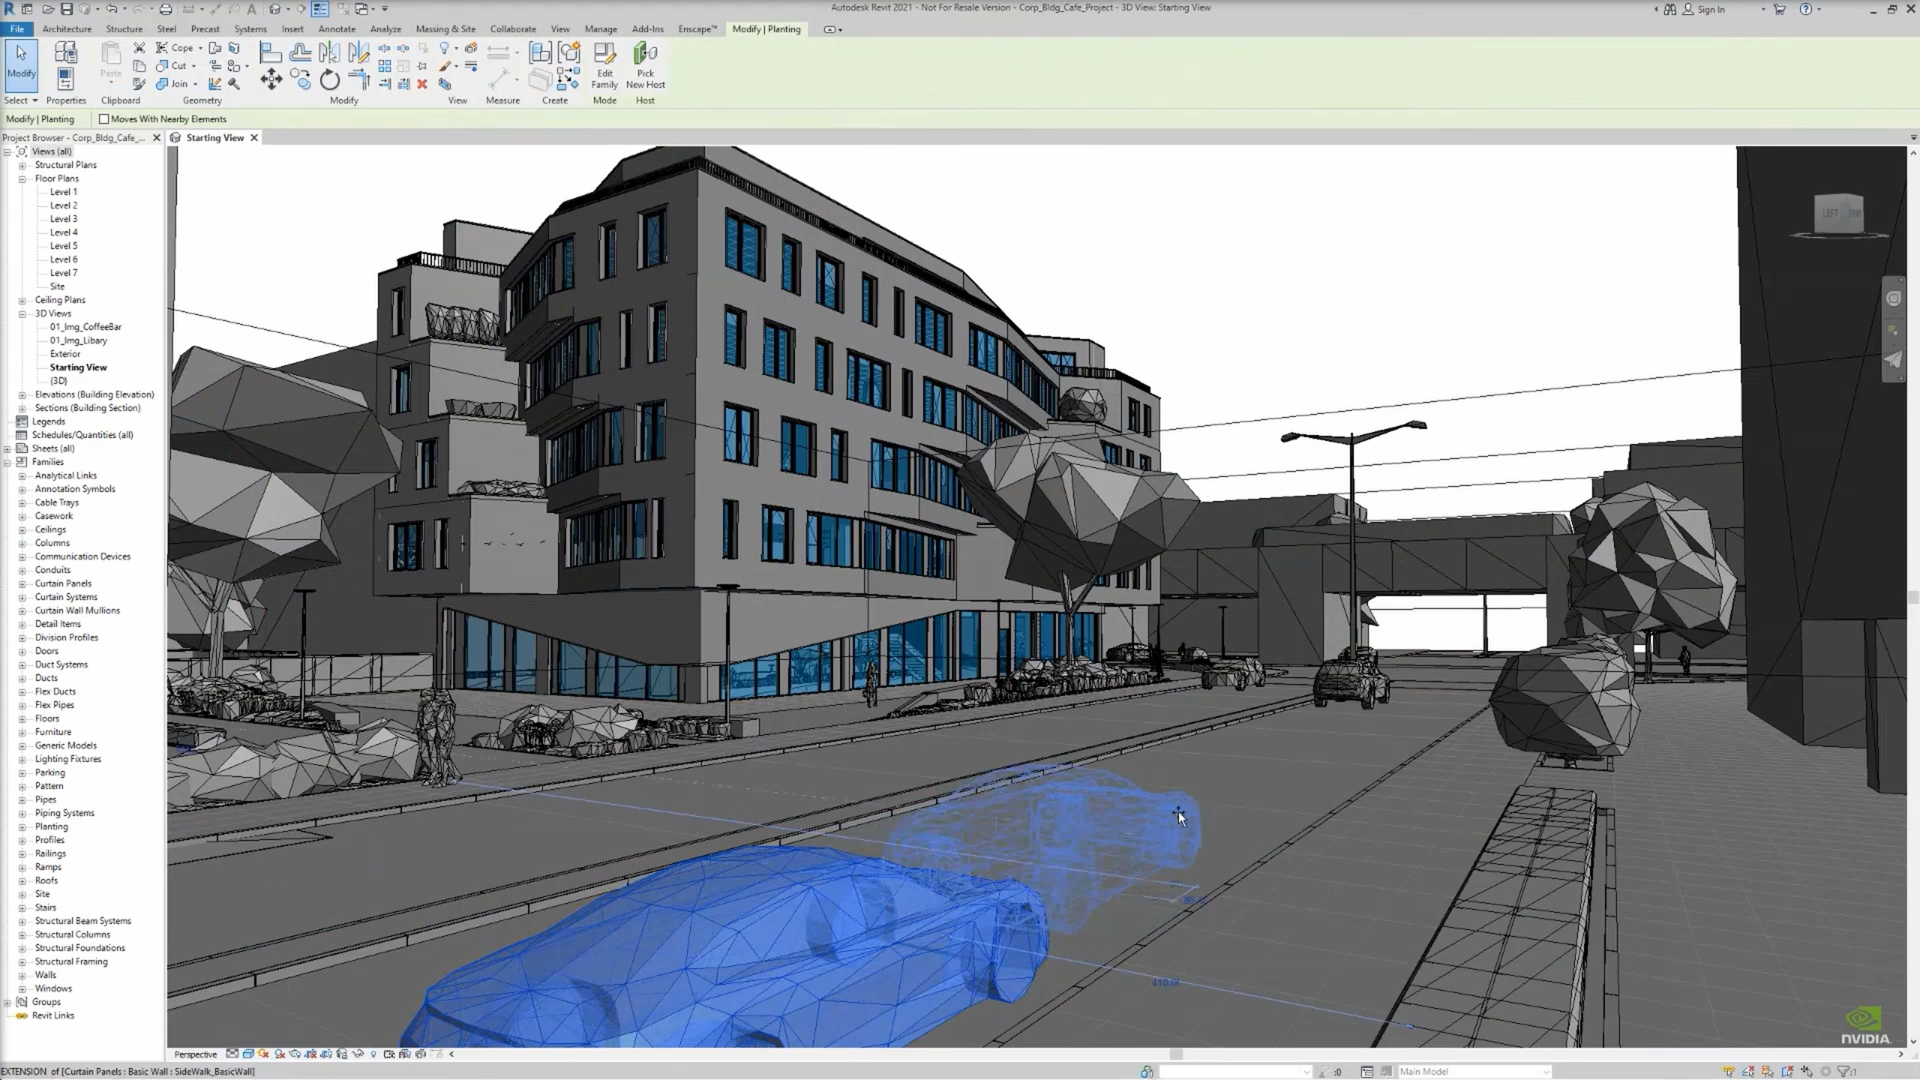 Autodesk Revit 2021 - Not For Resale Version - Corp_Bldg_Cafe_Project - 3D View: Starting View
Sign In
File Architecture Structure Steel Precast Systems Insert Annotate Analyze Massing & Site Collaborate View Manage Add-Ins Enscape™ Modify | Planting
Modify
Paste
Cope
Cut
Join
Edit Family
Pick New Host
Select Properties Clipboard Geometry Modify View Measure Create Mode Host
Modify | Planting
Moves With Nearby Elements
Project Browser - Corp_Bldg_Cafe_...
Starting View
Views (all)
Structural Plans
Floor Plans
Level 1
Level 2
Level 3
Level 4
Level 5
Level 6
Level 7
Site
Ceiling Plans
3D Views
01_Img_CoffeeBar
01_Img_Libary
Exterior
Starting View
{3D}
Elevations (Building Elevation)
Sections (Building Section)
Legends
Schedules/Quantities (all)
Sheets (all)
Families
Analytical Links
Annotation Symbols
Cable Trays
Casework
Ceilings
Columns
Communication Devices
Conduits
Curtain Panels
Curtain Systems
Curtain Wall Mullions
Detail Items
Division Profiles
Doors
Duct Systems
Ducts
Flex Ducts
Flex Pipes
Floors
Furniture
Generic Models
Lighting Fixtures
Parking
Pattern
Pipes
Piping Systems
Planting
Profiles
Railings
Ramps
Roofs
Site
Stairs
Structural Beam Systems
Structural Columns
Structural Foundations
Structural Framing
Walls
Windows
Groups
Revit Links
LEFT
NVIDIA
Perspective
EXTENSION of [Curtain Panels : Basic Wall : SideWalk_BasicWall]
:0
Main Model
:1